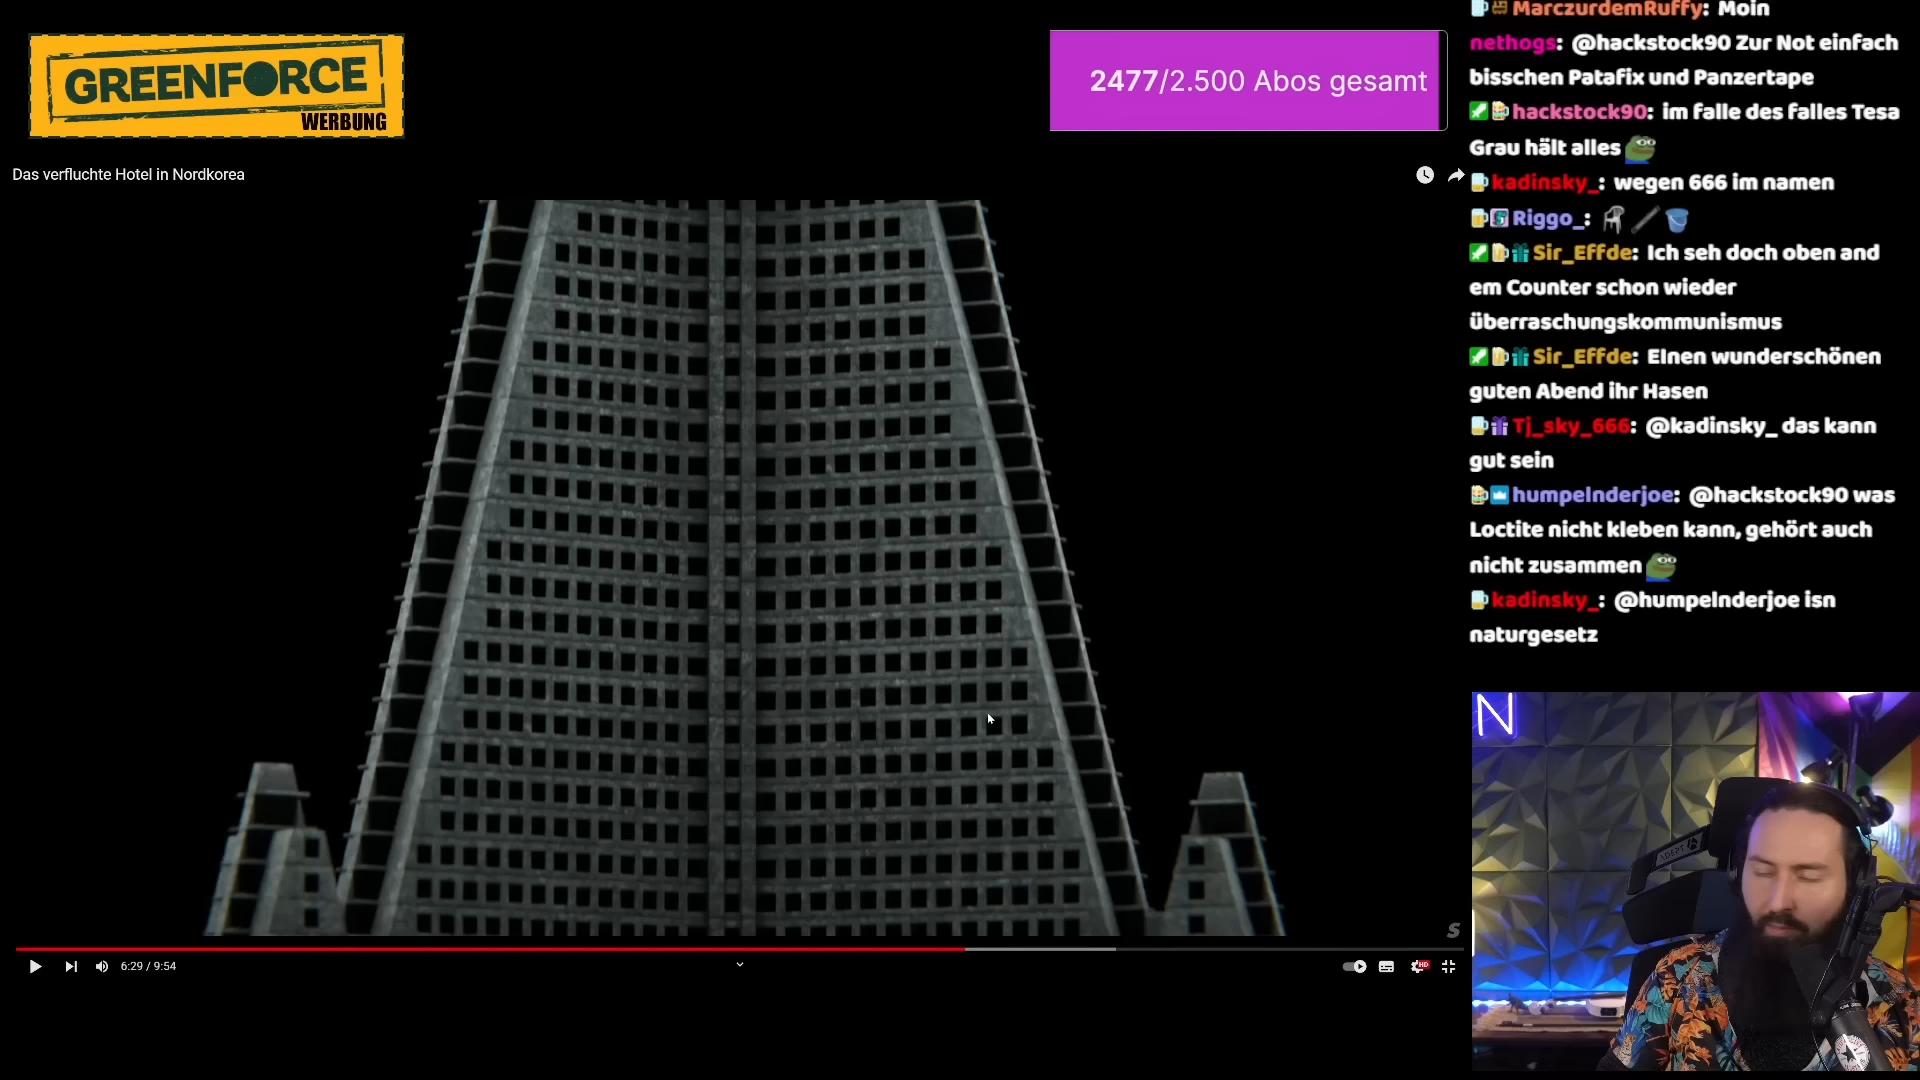 GREENFORCE
WERBUNG
2477/2.500 Abos gesamt
Das verfluchte Hotel in Nordkorea
MarczurdemRuffy: Moin
nethogs: @hackstock90 Zur Not einfach
bisschen Patafix und Panzertape
hackstock90: im falle des falles Tesa
Grau hält alles
kadinsky_: wegen 666 im namen
Riggo_:
Sir_Effde: Ich seh doch oben and
em Counter schon wieder
überraschungskommunismus
Sir_Effde: EInen wunderschönen
guten Abend ihr Hasen
Tj_sky_666: @kadinsky_ das kann
gut sein
humpelnderjoe: @hackstock90 was
Loctite nicht kleben kann, gehört auch
nicht zusammen
kadinsky_: @humpelnderjoe isn
naturgesetz
N
ADEPT
S
6:29 / 9:54
HD